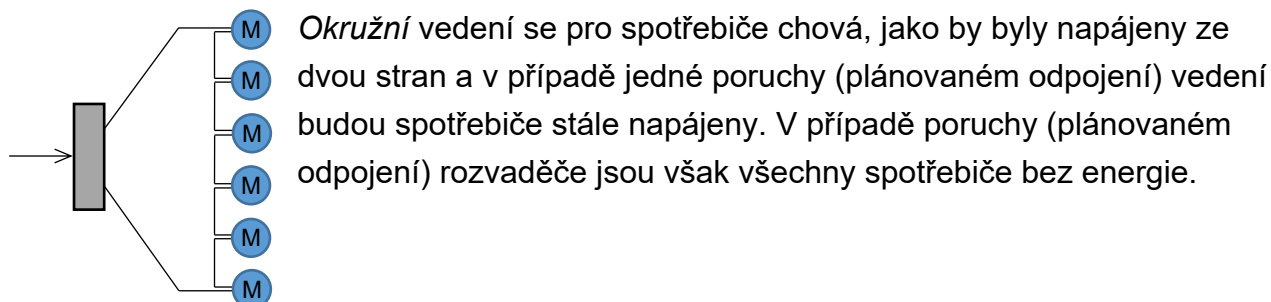 M
Okružní vedení se pro spotřebiče chová, jako by byly napájeny ze
M
dvou stran a v případě jedné poruchy (plánovaném odpojení) vedení
M
budou spotřebiče stále napájeny. V případě poruchy (plánovaném
M
odpojení) rozvaděče jsou však všechny spotřebiče bez energie.
M
M